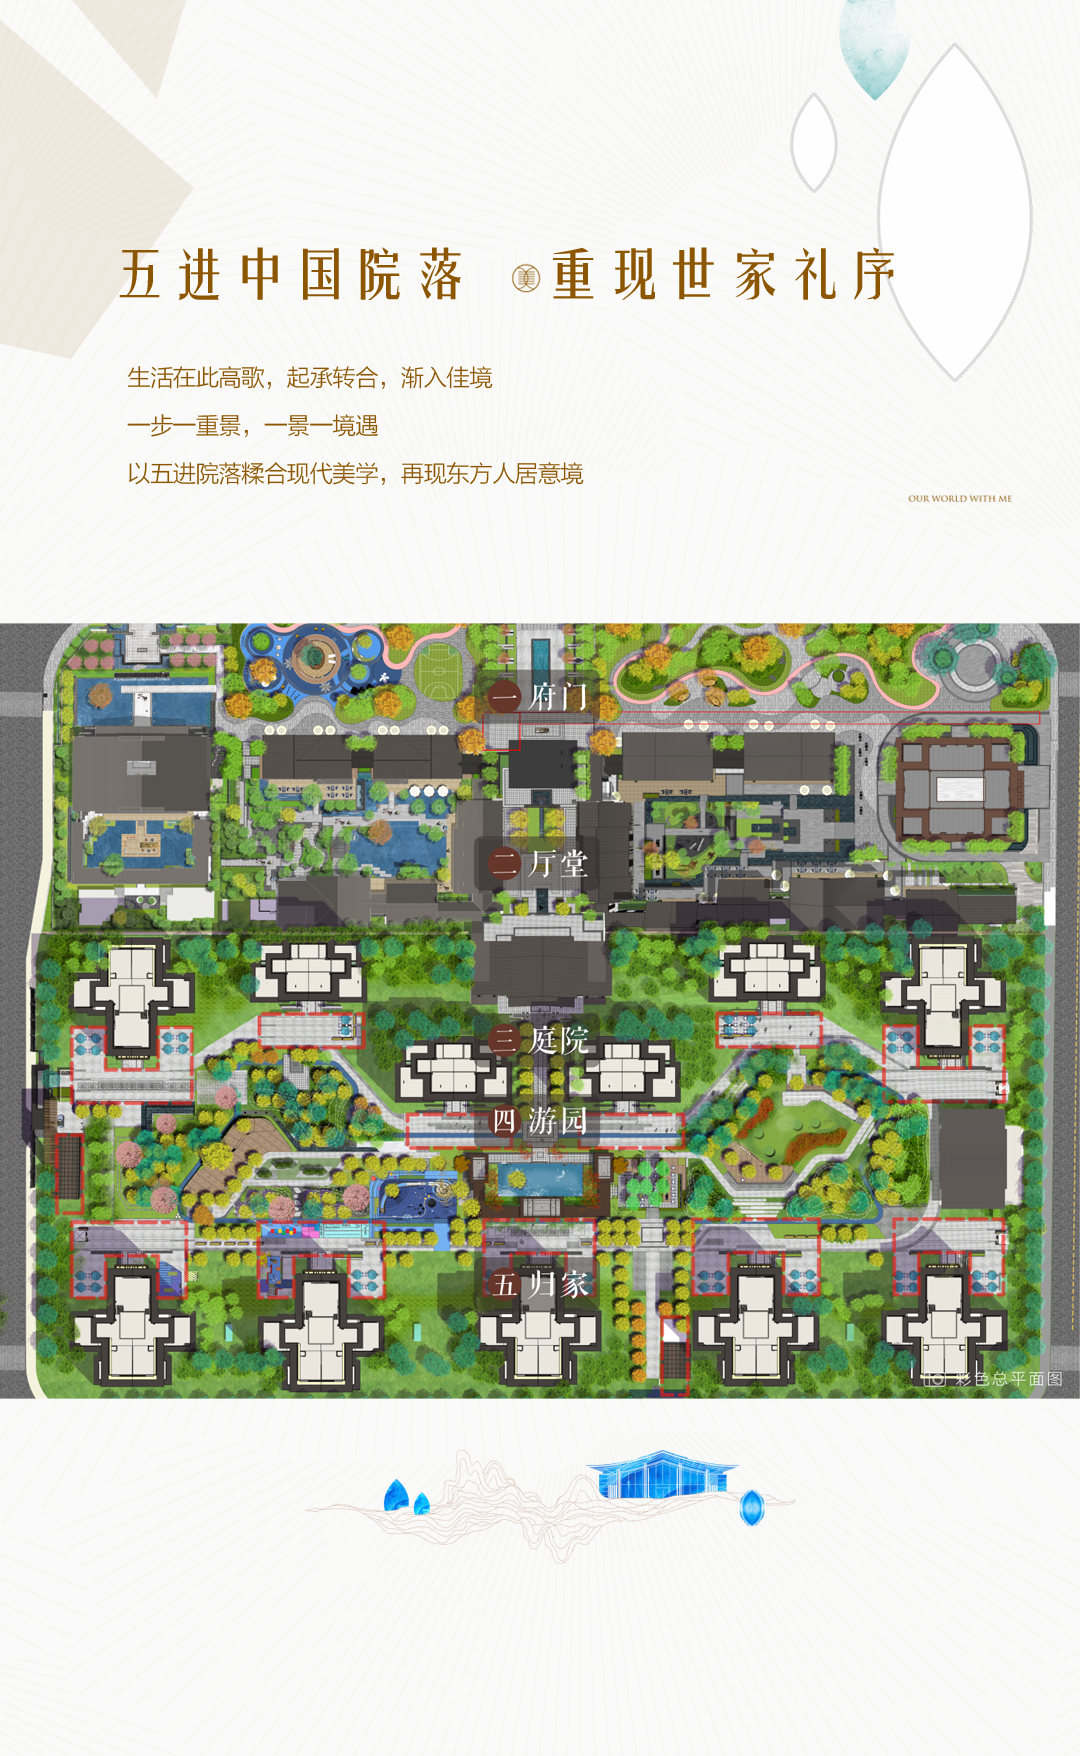 五进中国院落 重现世家礼序
生活在此高歌，起承转合，渐入佳境
一步一重景，一景一境遇
以五进院落糅合现代美学，再现东方人居意境
OUR WORLD WITH ME
一 府门
二 厅堂
三 庭院
四 游园
五 归家
彩色总平面图